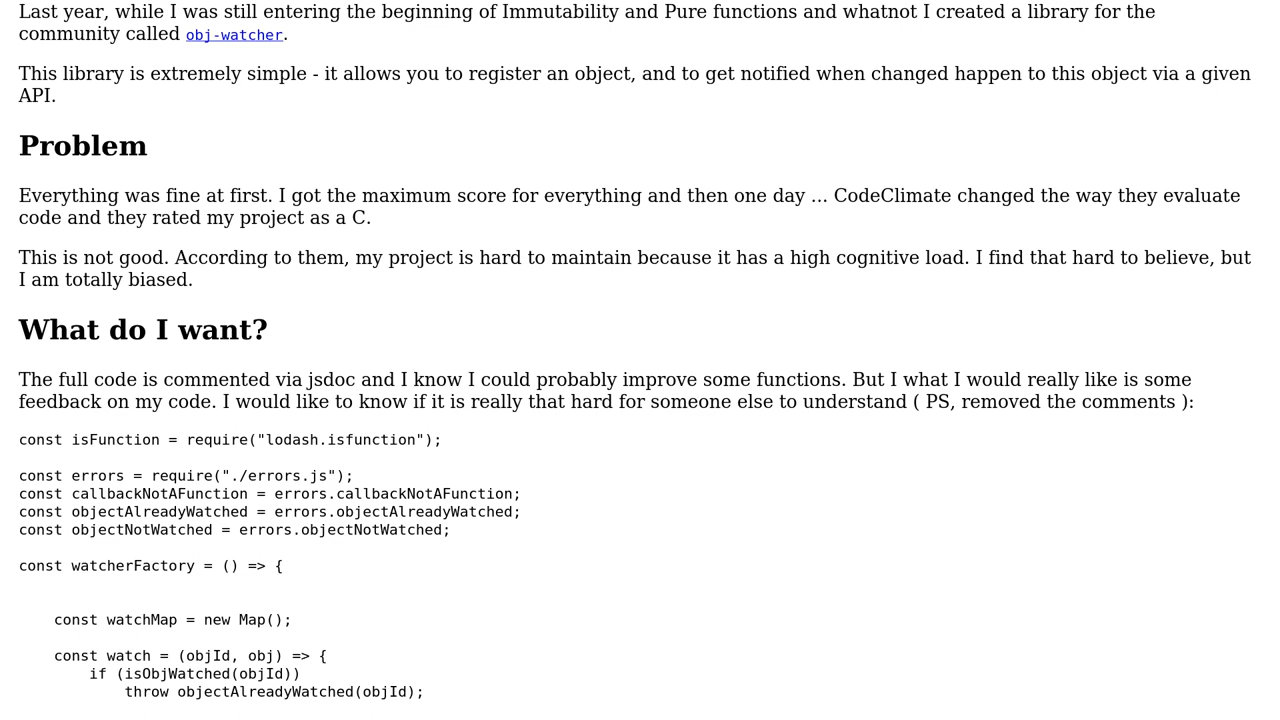 Last year, while I was still entering the beginning of Immutability and Pure functions and whatnot I created a library for the
community called obj-watcher.
This library is extremely simple - it allows you to register an object, and to get notified when changed happen to this object via a given
API.
Problem
Everything was fine at first. I got the maximum score for everything and then one day ... CodeClimate changed the way they evaluate
code and they rated my project as a C.
This is not good. According to them, my project is hard to maintain because it has a high cognitive load. I find that hard to believe, but
I am totally biased.
What do I want?
The full code is commented via jsdoc and I know I could probably improve some functions. But I what I would really like is some
feedback on my code. I would like to know if it is really that hard for someone else to understand ( PS, removed the comments ):
const isFunction = require("lodash.isfunction");
const errors = require("./errors.js");
const callbackNotAFunction = errors.callbackNotAFunction;
const objectAlreadyWatched = errors.objectAlreadyWatched;
const objectNotWatched = errors.objectNotWatched;
const watcherFactory = () => {
const watchMap = new Map();
const watch = (objId, obj) => {
if (isObjWatched(objId))
throw objectAlreadyWatched(objId);